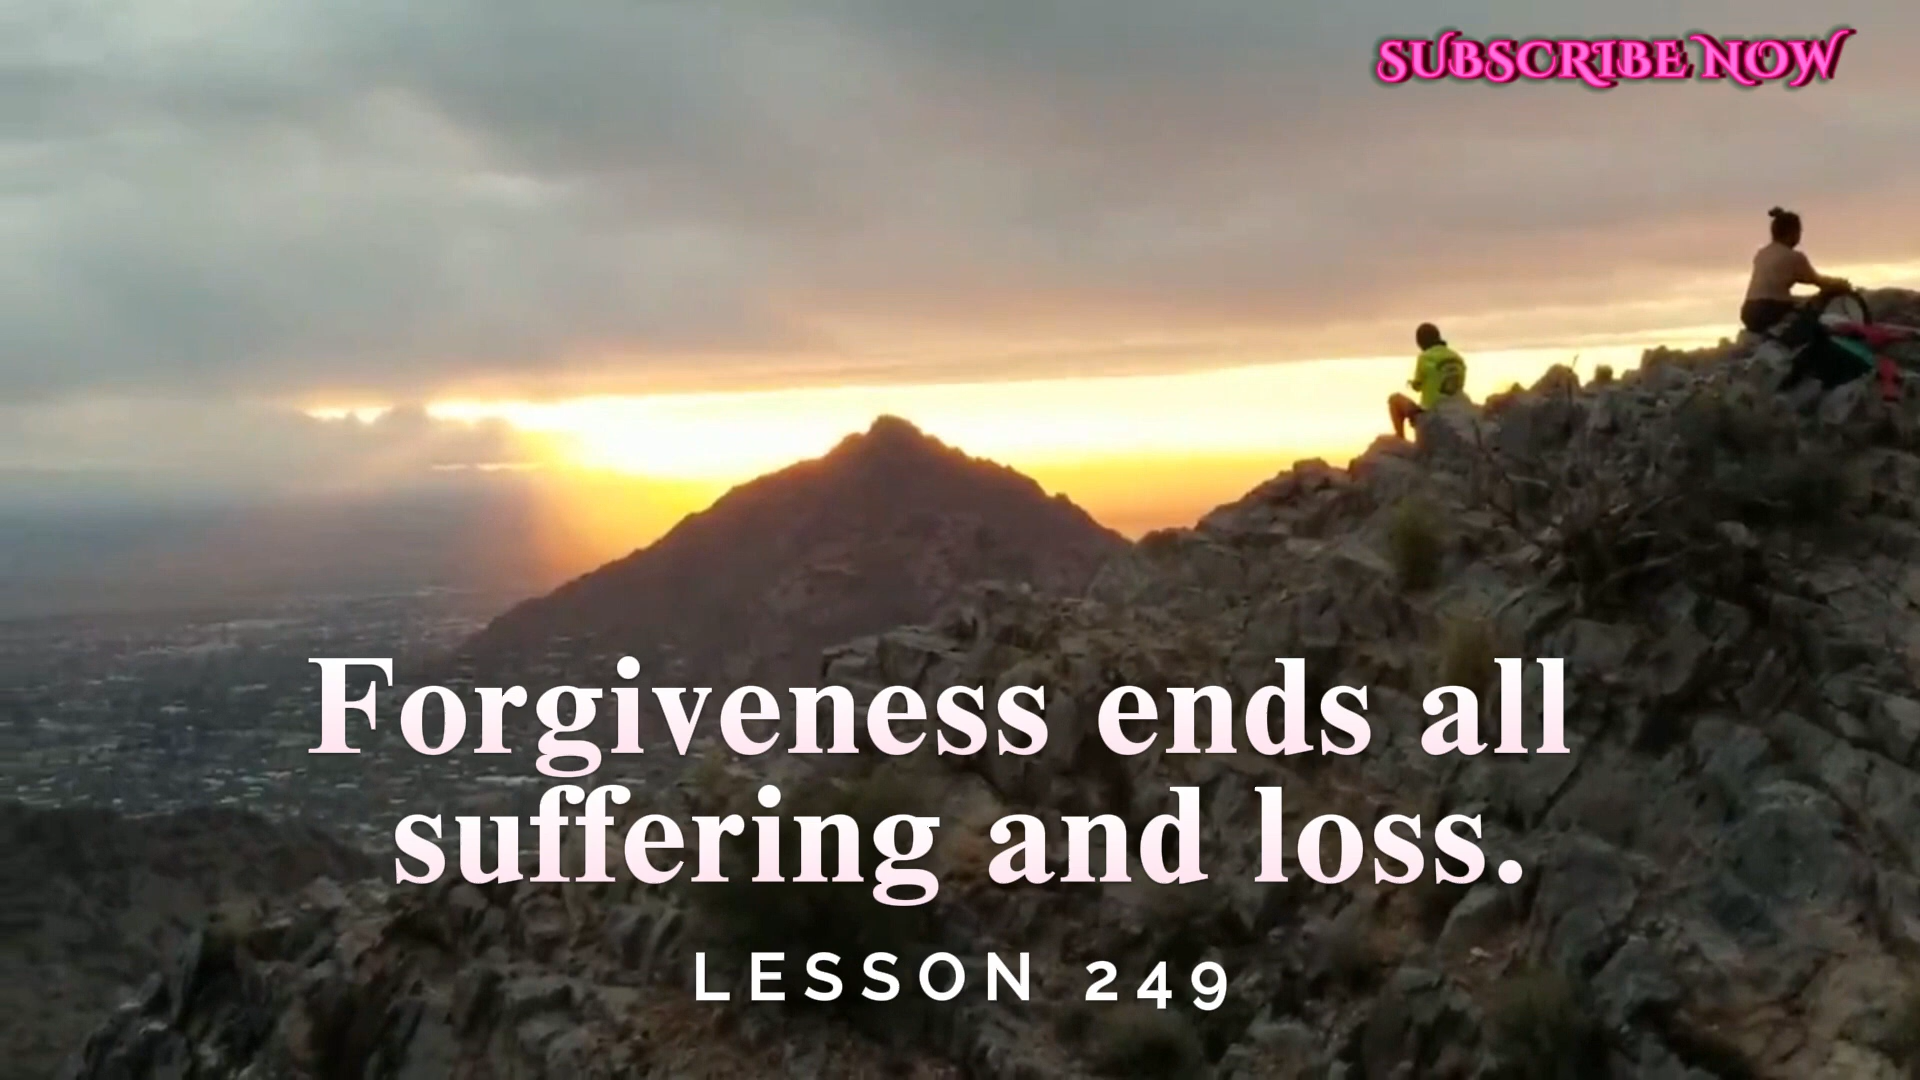 SUBSCRIBE NOW
Forgiveness ends all
suffering and loss.
LESSON 249